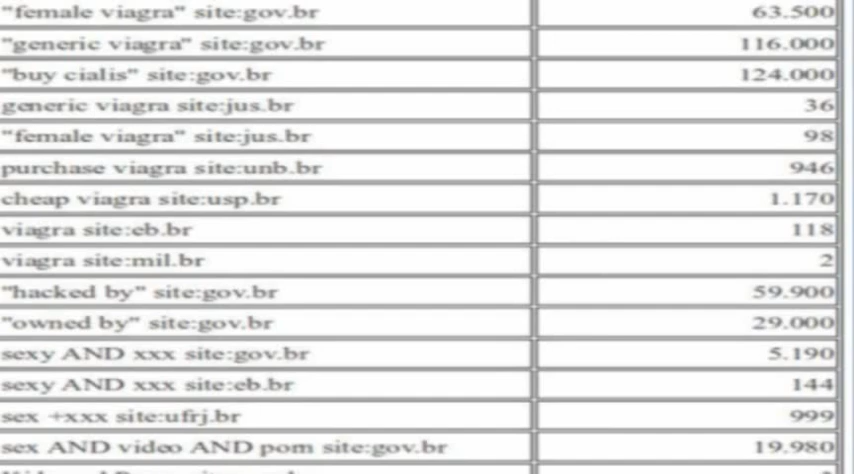 "female viagra" site:gov.br 63.500
"generic viagra" site:gov.br 116.000
"buy cialis" site:gov.br 124.000
generic viagra site:jus.br 36
"female viagra" site:jus.br 98
purchase viagra site:unb.br 946
cheap viagra site:usp.br 1.170
viagra site:eb.br 118
viagra site:mil.br 2
"hacked by" site:gov.br 59.900
"owned by" site:gov.br 29.000
sexy AND xxx site:gov.br 5.190
sexy AND xxx site:eb.br 144
sex +xxx site:ufrj.br 999
sex AND video AND porn site:gov.br 19.980